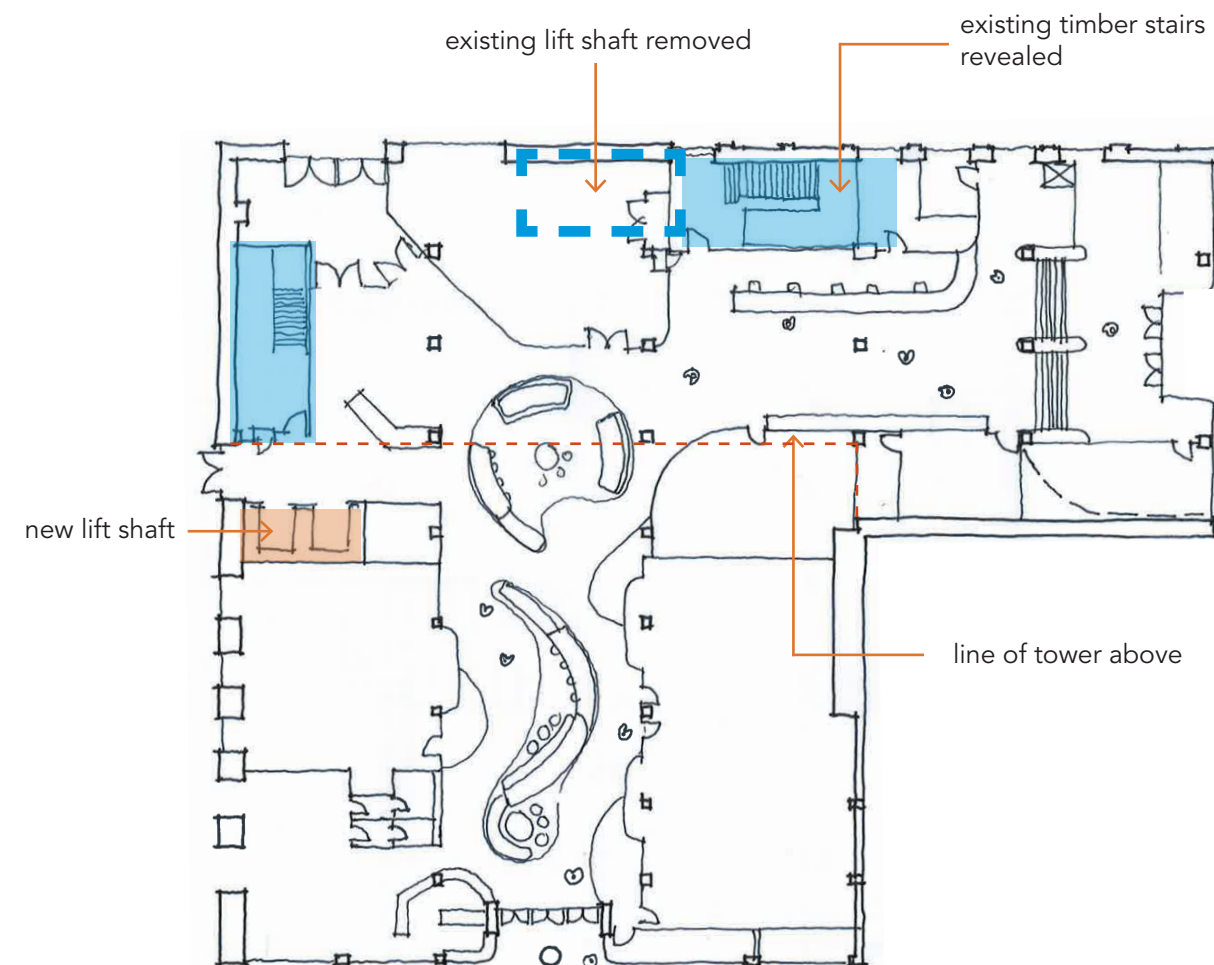 existing lift shaft removed
existing timber stairs
revealed
new lift shaft
line of tower above